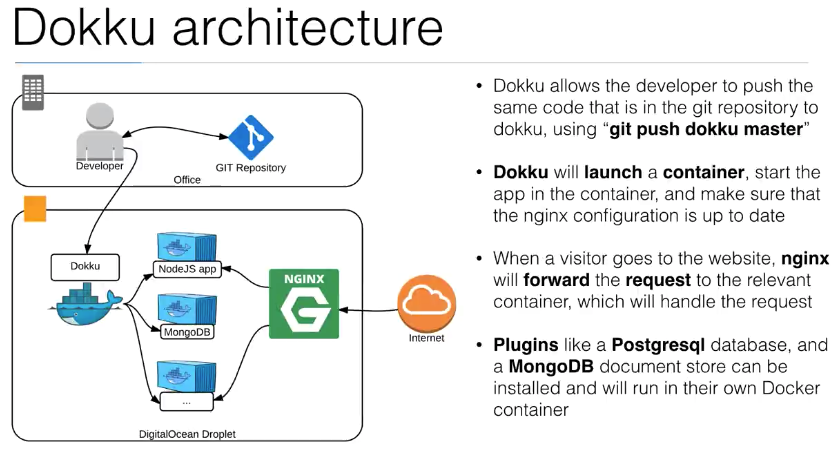 Dokku architecture
Developer
GIT Repository
Office
Dokku
NodeJS app
MongoDB
...
NGINX
Internet
DigitalOcean Droplet
• Dokku allows the developer to push the
same code that is in the git repository to
dokku, using “git push dokku master”
• Dokku will launch a container, start the
app in the container, and make sure that
the nginx configuration is up to date
• When a visitor goes to the website, nginx
will forward the request to the relevant
container, which will handle the request
• Plugins like a Postgresql database, and
a MongoDB document store can be
installed and will run in their own Docker
container